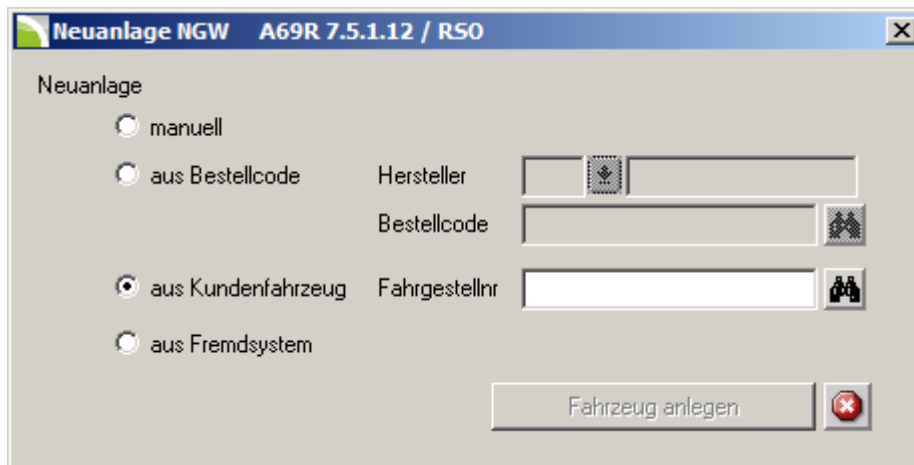 Neuanlage NGW A69R 7.5.1.12 / RSO
Neuanlage
manuell
aus Bestellcode Hersteller
Bestellcode
aus Kundenfahrzeug Fahrgestellnr
aus Fremdsystem
Fahrzeug anlegen